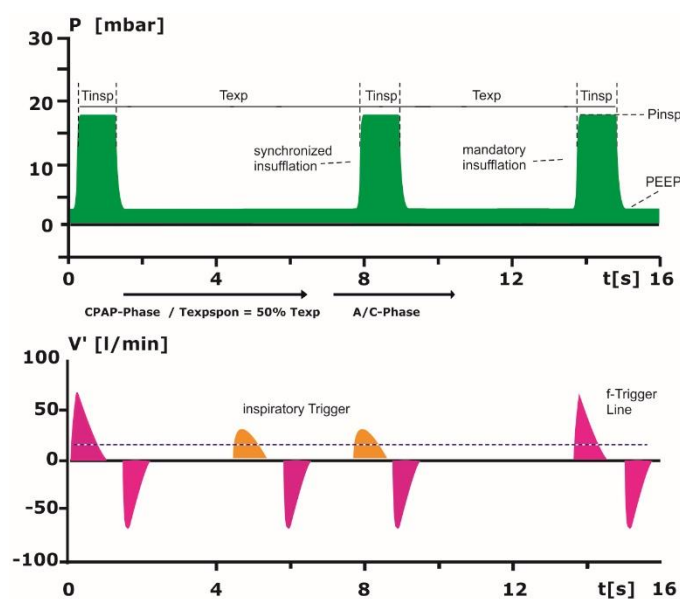 P [mbar]
30
Tinsp Texp Tinsp Texp Tinsp
20
Pinsp
synchronized
insufflation
mandatory
insufflation
10
PEEP
0
0 4 8 12 t[s] 16
CPAP-Phase / Texpspon = 50% Texp A/C-Phase
V' [l/min]
100
inspiratory Trigger
f-Trigger
Line
50
0
-50
-100
0 4 8 12 t[s] 16